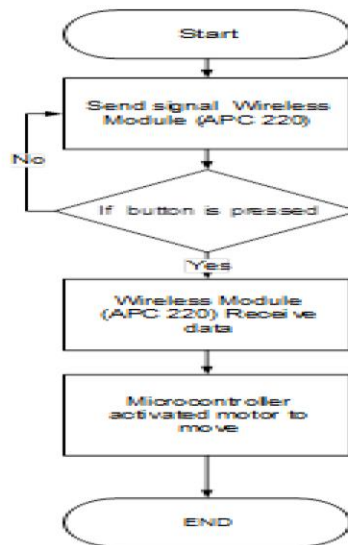 Start
Send signal Wireless
Module (APC 220)
No
If button is pressed
Yes
Wireless Module
(APC 220) Receive
data
Microcontroller
activated motor to
move
END